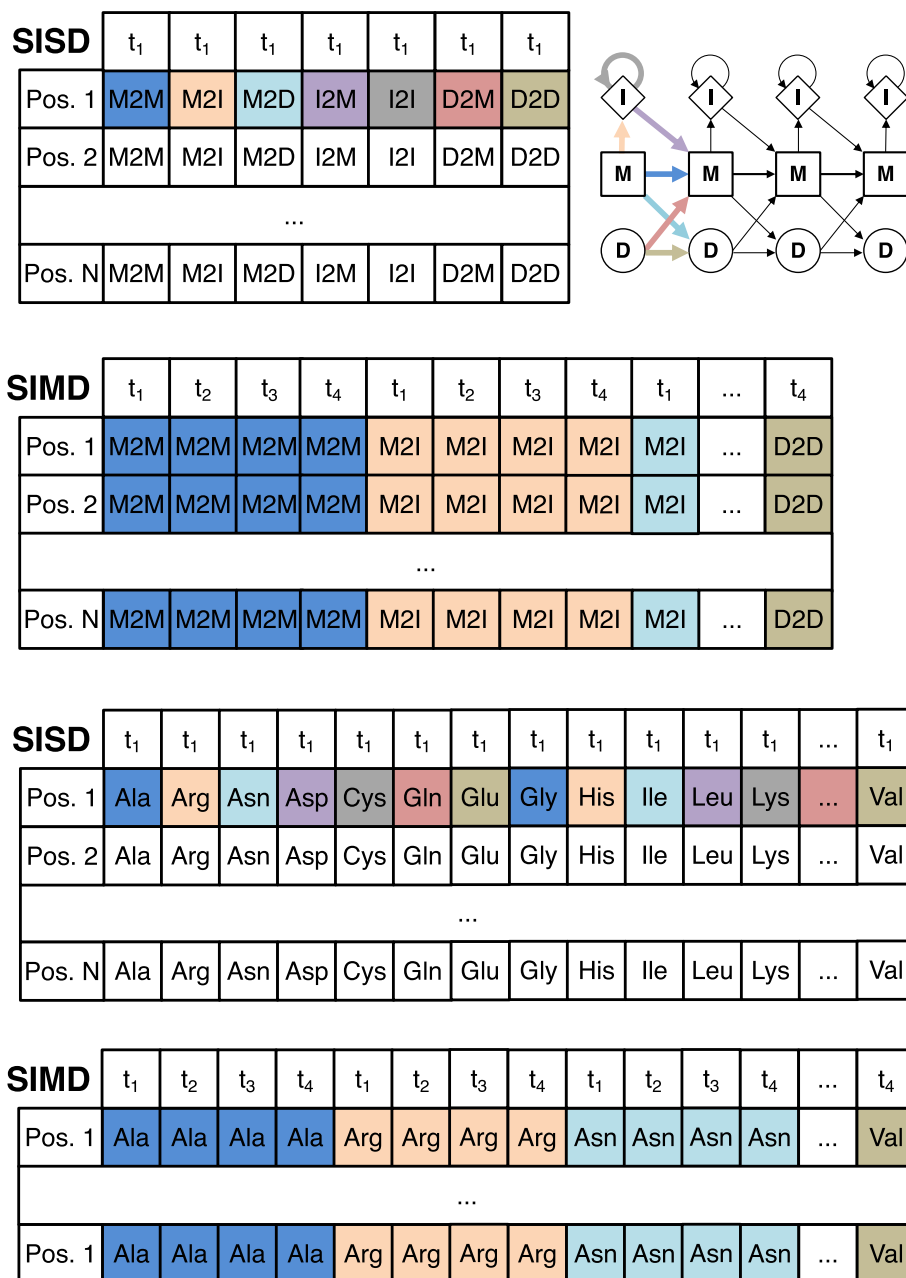 SISD t1 t1 t1 t1 t1 t1 t1
Pos. 1 M2M M2I M2D I2M I2I D2M D2D
Pos. 2 M2M M2I M2D I2M I2I D2M D2D
...
Pos. N M2M M2I M2D I2M I2I D2M D2D
I I I I
M M M M
D D D D
SIMD t1 t2 t3 t4 t1 t2 t3 t4 t1 ... t4
Pos. 1 M2M M2M M2M M2M M2I M2I M2I M2I M2I ... D2D
Pos. 2 M2M M2M M2M M2M M2I M2I M2I M2I M2I ... D2D
...
Pos. N M2M M2M M2M M2M M2I M2I M2I M2I M2I ... D2D
SISD t1 t1 t1 t1 t1 t1 t1 t1 t1 t1 t1 t1 ... t1
Pos. 1 Ala Arg Asn Asp Cys Gln Glu Gly His Ile Leu Lys ... Val
Pos. 2 Ala Arg Asn Asp Cys Gln Glu Gly His Ile Leu Lys ... Val
...
Pos. N Ala Arg Asn Asp Cys Gln Glu Gly His Ile Leu Lys ... Val
SIMD t1 t2 t3 t4 t1 t2 t3 t4 t1 t2 t3 t4 ... t4
Pos. 1 Ala Ala Ala Ala Arg Arg Arg Arg Asn Asn Asn Asn ... Val
...
Pos. 1 Ala Ala Ala Ala Arg Arg Arg Arg Asn Asn Asn Asn ... Val